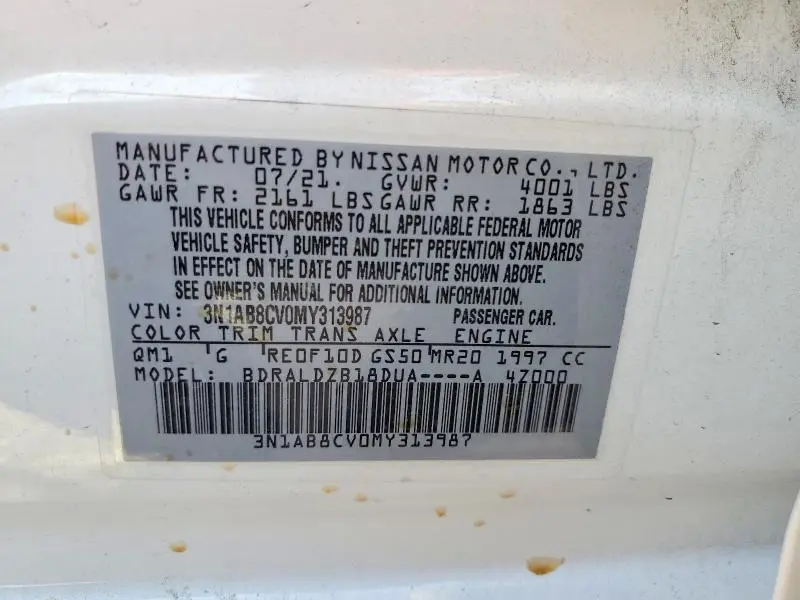 MANUFACTURED BY NISSAN MOTOR CO., LTD.
DATE: 07/21. GVWR: 4001 LBS
GAWR FR: 2161 LBS GAWR RR: 1863 LBS
THIS VEHICLE CONFORMS TO ALL APPLICABLE FEDERAL MOTOR
VEHICLE SAFETY, BUMPER AND THEFT PREVENTION STANDARDS
IN EFFECT ON THE DATE OF MANUFACTURE SHOWN ABOVE.
SEE OWNER'S MANUAL FOR ADDITIONAL INFORMATION.
VIN: 3N1AB8CV0MY313987 PASSENGER CAR.
COLOR TRIM TRANS AXLE ENGINE
QM1 'G 'RE0F10D GS50'MR20 1997 CC
MODEL: BDRALDZB18DUA----A 4Z000
3N1AB8CV0MY313987